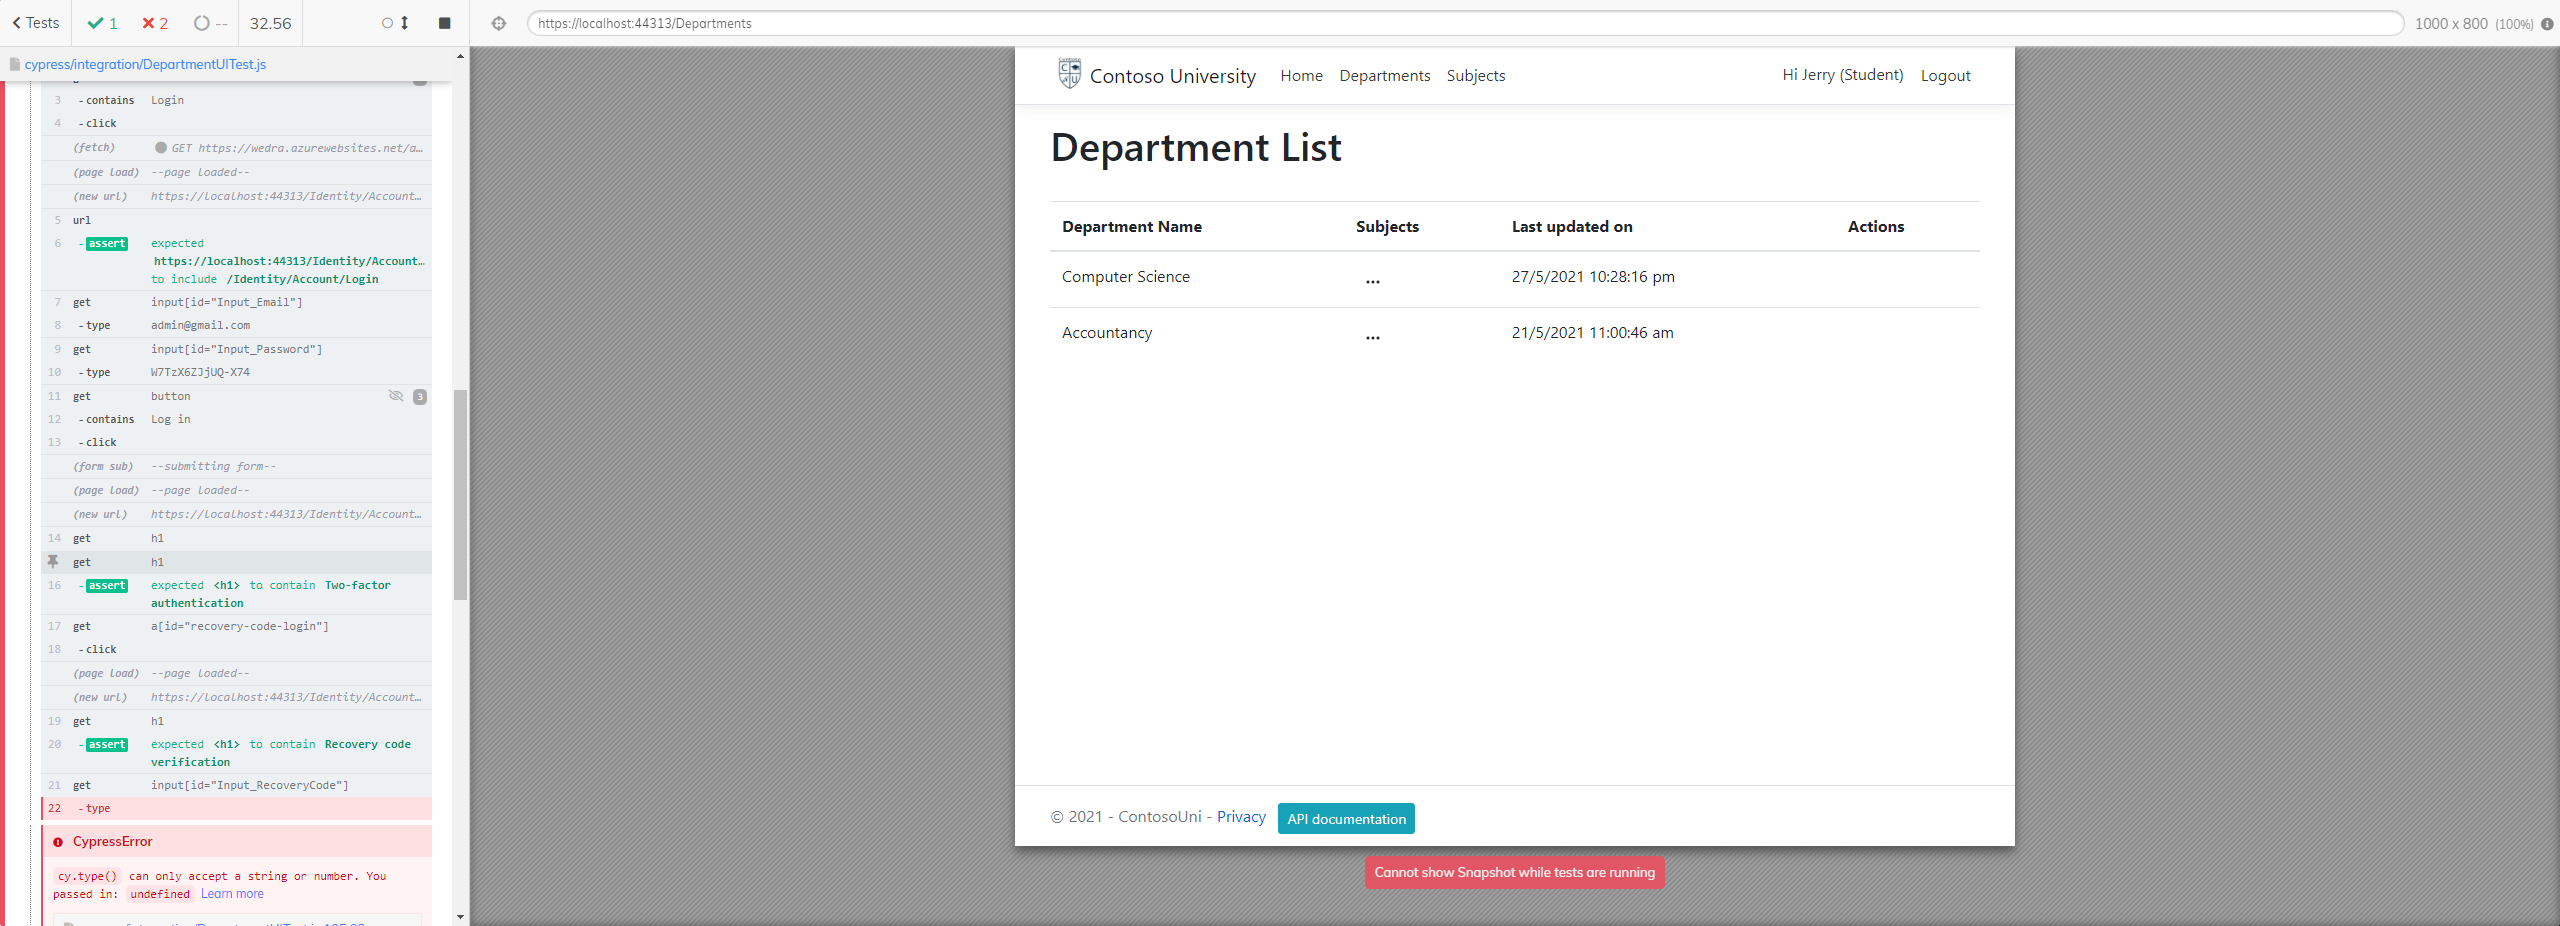 Tests
1
2
--
32.56
https://localhost:44313/Departments
1000 x 800 (100%)
cypress/integration/DepartmentUITest.js
3 -contains Login
4 -click
(fetch) GET https://wedra.azurewebsites.net/a…
(page load) --page loaded--
(new url) https://localhost:44313/Identity/Account…
5 url
6 -assert expected
https://localhost:44313/Identity/Account…
to include /Identity/Account/Login
7 get input[id="Input_Email"]
8 -type admin@gmail.com
9 get input[id="Input_Password"]
10 -type W7TzX6ZJjUQ-X74
11 get button 3
12 -contains Log in
13 -click
(form sub) --submitting form--
(page load) --page loaded--
(new url) https://localhost:44313/Identity/Account…
14 get h1
get h1
16 -assert expected <h1> to contain Two-factor
authentication
17 get a[id="recovery-code-login"]
18 -click
(page load) --page loaded--
(new url) https://localhost:44313/Identity/Account…
19 get h1
20 -assert expected <h1> to contain Recovery code
verification
21 get input[id="Input_RecoveryCode"]
22 -type
CypressError
cy.type() can only accept a string or number. You
passed in: undefined Learn more
Contoso University Home Departments Subjects Hi Jerry (Student) Logout
Department List
Department Name Subjects Last updated on Actions
Computer Science ... 27/5/2021 10:28:16 pm
Accountancy ... 21/5/2021 11:00:46 am
© 2021 - ContosoUni - Privacy API documentation
Cannot show Snapshot while tests are running